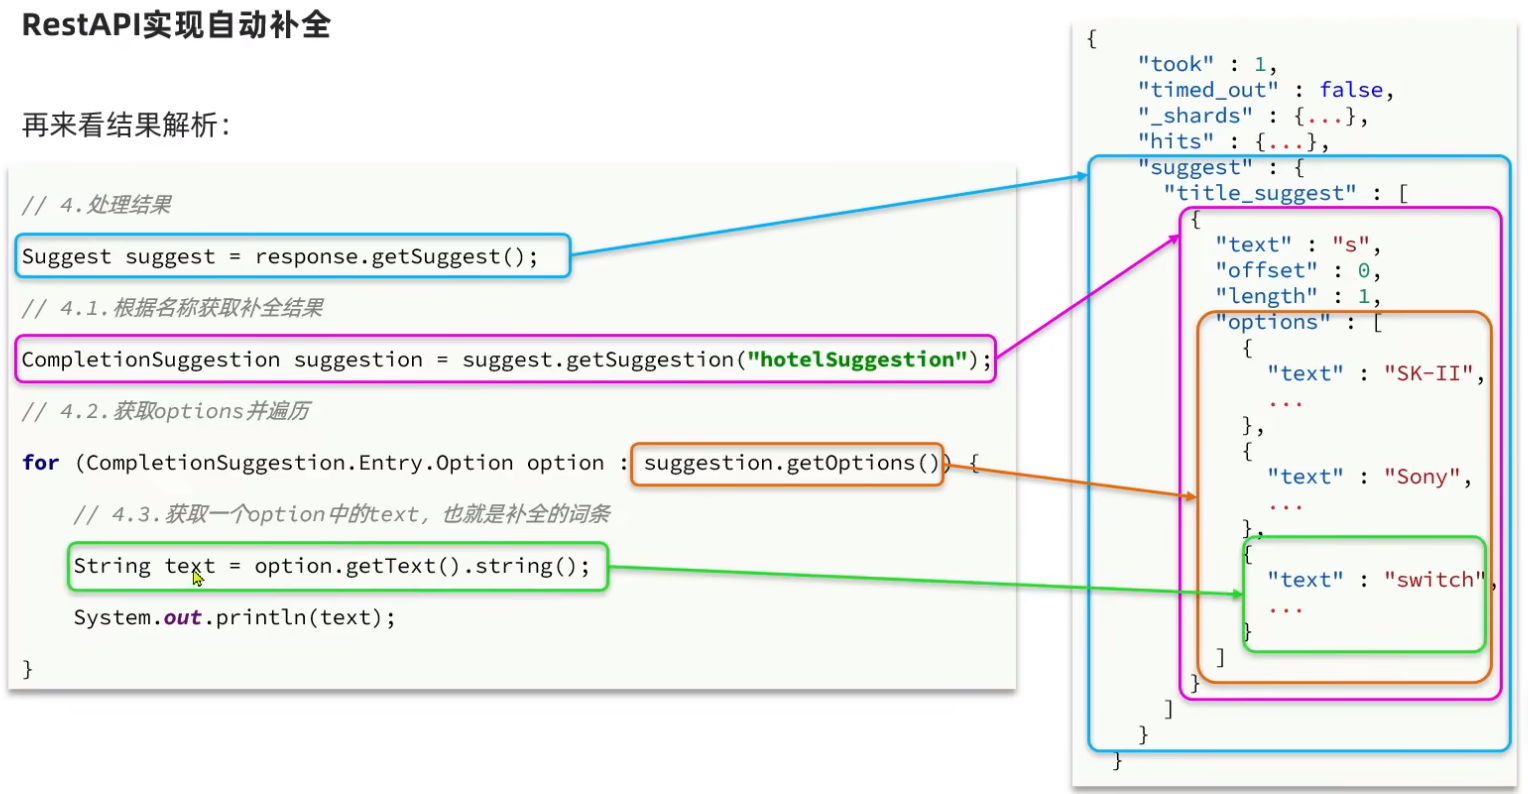 RestAPI实现自动补全
再来看结果解析：
// 4.处理结果
Suggest suggest = response.getSuggest();
// 4.1.根据名称获取补全结果
CompletionSuggestion suggestion = suggest.getSuggestion("hotelSuggestion");
// 4.2.获取options并遍历
for (CompletionSuggestion.Entry.Option option : suggestion.getOptions()) {
// 4.3.获取一个option中的text，也就是补全的词条
String text = option.getText().string();
System.out.println(text);
}
{
"took" : 1,
"timed_out" : false,
"_shards" : {...},
"hits" : {...},
"suggest" : {
"title_suggest" : [
{
"text" : "s",
"offset" : 0,
"length" : 1,
"options" : [
{
"text" : "SK-II",
...
},
{
"text" : "Sony",
...
},
{
"text" : "switch",
...
}
]
}
]
}
}